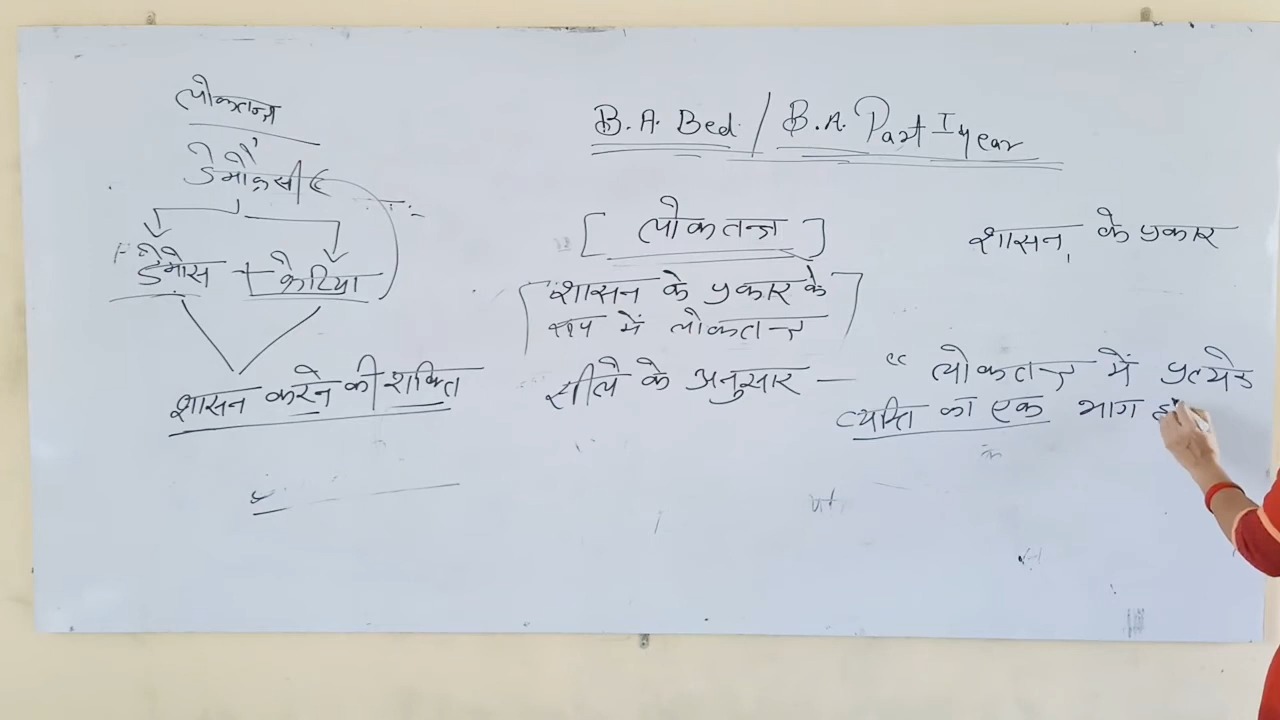 लोकतन्त्र
डेमोक्रेसी
डेमोस + क्रेटिया
शासन करने की शक्ति
B.A. Bed. / B.A. Part I year
[ लोकतन्त्र ]
शासन के प्रकार
[ शासन के प्रकार के
रूप में लोकतन्त्र ]
सीले के अनुसार — “ लोकतन्त्र में प्रत्येक
व्यक्ति का एक भाग